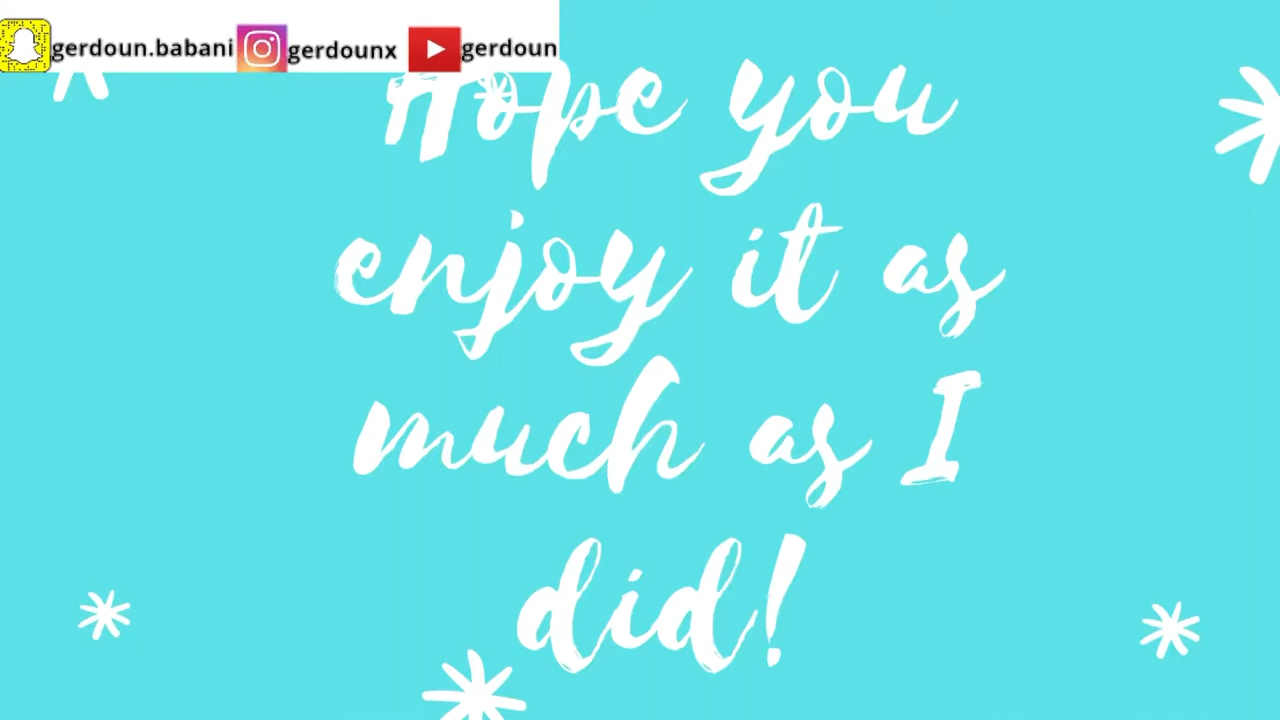 gerdoun.babani gerdounx gerdoun
Hope you
enjoy it as
much as I
did!